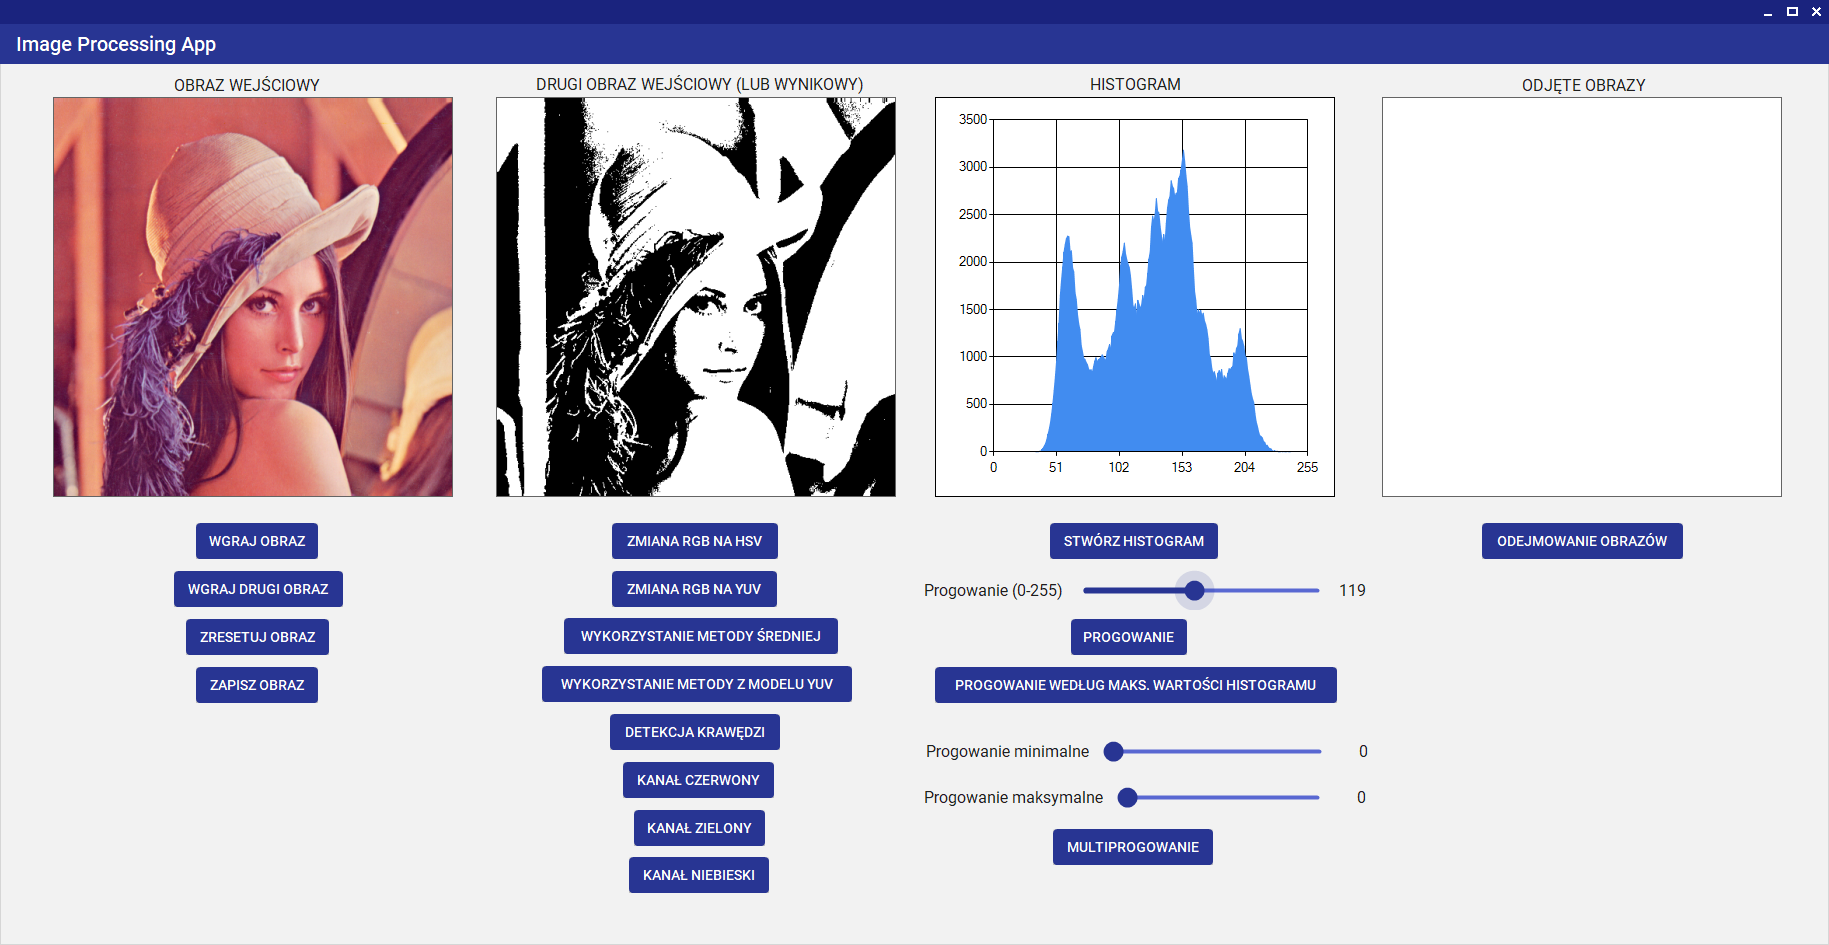 Image Processing App
OBRAZ WEJŚCIOWY
DRUGI OBRAZ WEJŚCIOWY (LUB WYNIKOWY)
HISTOGRAM
ODJĘTE OBRAZY
3500
3000
2500
2000
1500
1000
500
0
0 51 102 153 204 255
WGRAJ OBRAZ
WGRAJ DRUGI OBRAZ
ZRESETUJ OBRAZ
ZAPISZ OBRAZ
ZMIANA RGB NA HSV
ZMIANA RGB NA YUV
WYKORZYSTANIE METODY ŚREDNIEJ
WYKORZYSTANIE METODY Z MODELU YUV
DETEKCJA KRAWĘDZI
KANAŁ CZERWONY
KANAŁ ZIELONY
KANAŁ NIEBIESKI
STWÓRZ HISTOGRAM
Progowanie (0-255) 119
PROGOWANIE
PROGOWANIE WEDŁUG MAKS. WARTOŚCI HISTOGRAMU
Progowanie minimalne 0
Progowanie maksymalne 0
MULTIPROGOWANIE
ODEJMOWANIE OBRAZÓW